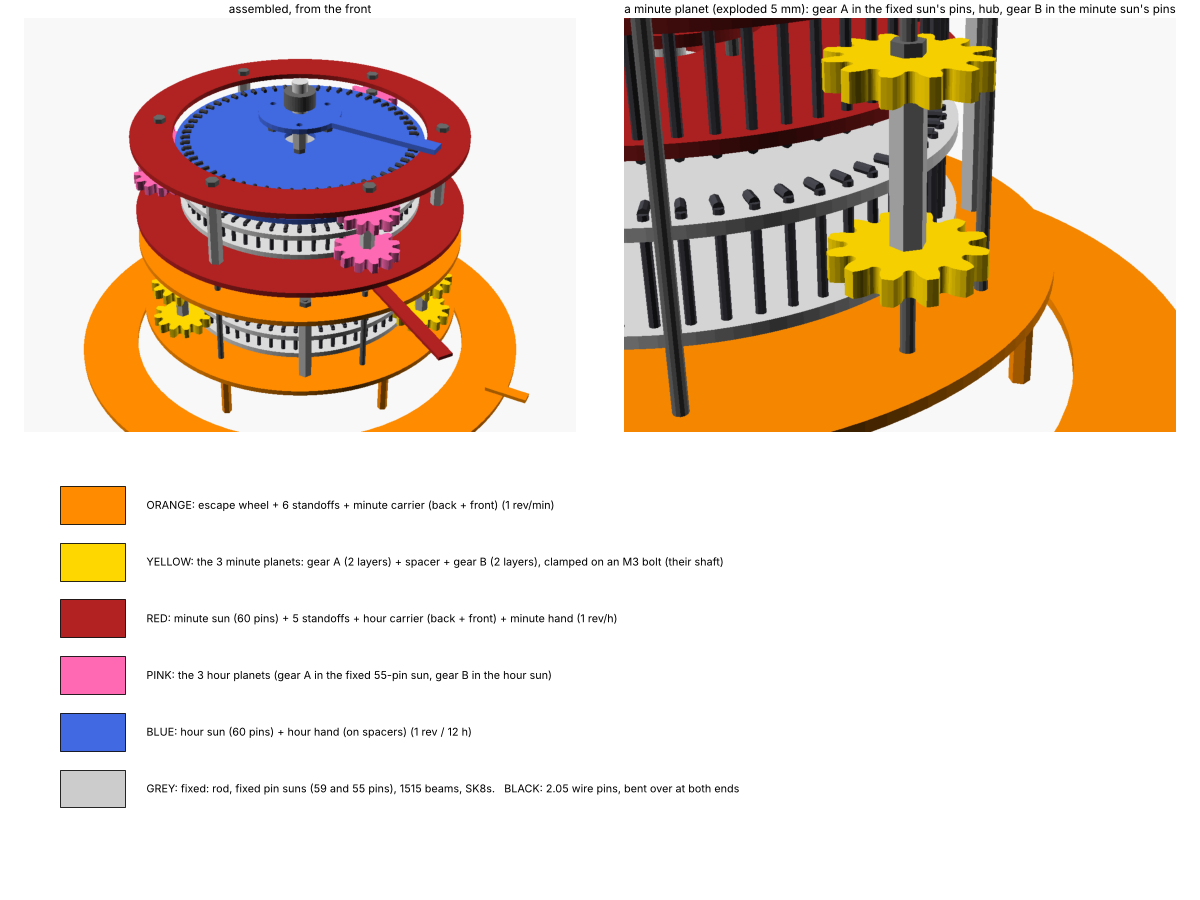 assembled, from the front
a minute planet (exploded 5 mm): gear A in the fixed sun's pins, hub, gear B in the minute sun's pins
ORANGE: escape wheel + 6 standoffs + minute carrier (back + front) (1 rev/min)
YELLOW: the 3 minute planets: gear A (2 layers) + spacer + gear B (2 layers), clamped on an M3 bolt (their shaft)
RED: minute sun (60 pins) + 5 standoffs + hour carrier (back + front) + minute hand (1 rev/h)
PINK: the 3 hour planets (gear A in the fixed 55-pin sun, gear B in the hour sun)
BLUE: hour sun (60 pins) + hour hand (on spacers) (1 rev / 12 h)
GREY: fixed: rod, fixed pin suns (59 and 55 pins), 1515 beams, SK8s.   BLACK: 2.05 wire pins, bent over at both ends